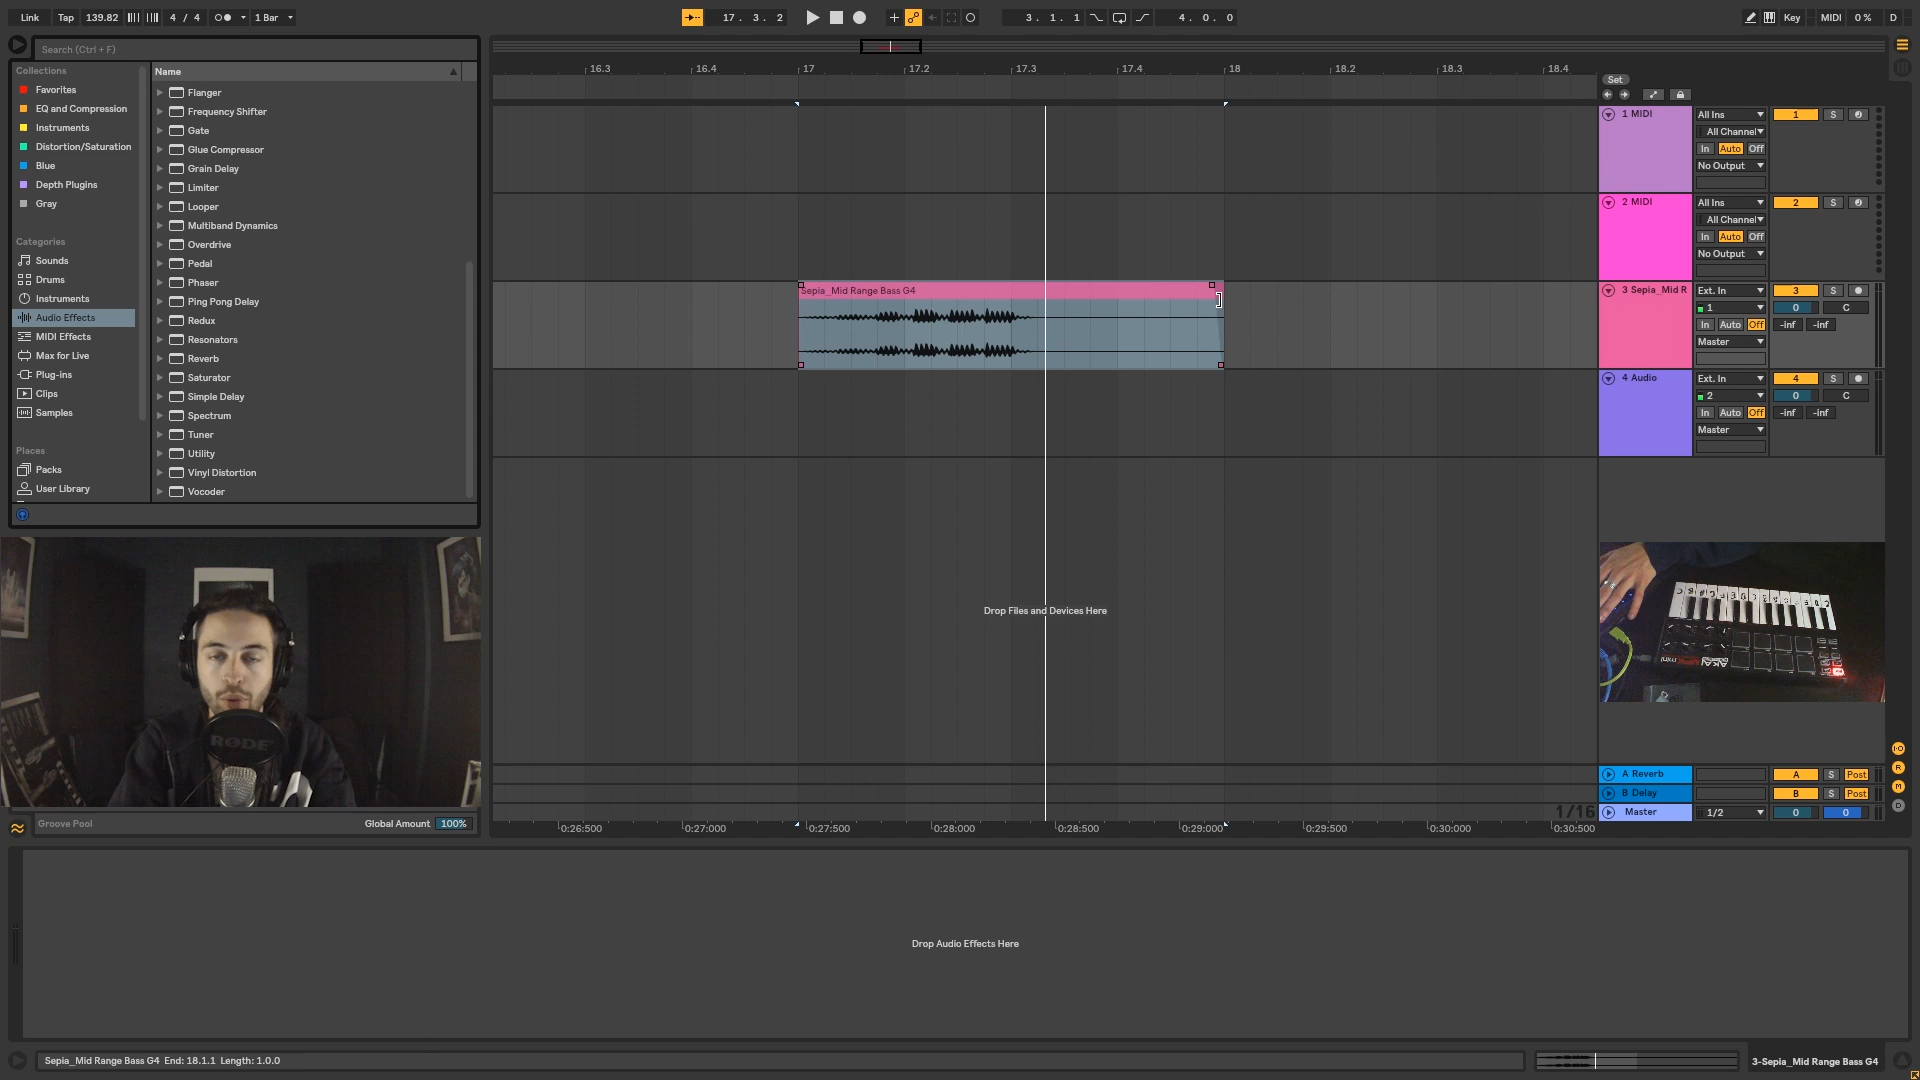 Link Tap 139.82 4 / 4 1 Bar 17 . 3 . 2 3 . 1 . 1 4 . 0 . 0 Key MIDI 0 % D
Search (Ctrl + F)
Collections
Favorites
EQ and Compression
Instruments
Distortion/Saturation
Blue
Depth Plugins
Gray
Categories
Sounds
Drums
Instruments
Audio Effects
MIDI Effects
Max for Live
Plug-ins
Clips
Samples
Places
Packs
User Library
Name
Flanger
Frequency Shifter
Gate
Glue Compressor
Grain Delay
Limiter
Looper
Multiband Dynamics
Overdrive
Pedal
Phaser
Ping Pong Delay
Redux
Resonators
Reverb
Saturator
Simple Delay
Spectrum
Tuner
Utility
Vinyl Distortion
Vocoder
16.3 16.4 17 17.2 17.3 17.4 18 18.2 18.3 18.4
Set
1 MIDI All Ins 1 S
All Channel
In Auto Off
No Output
2 MIDI All Ins 2 S
All Channel
In Auto Off
No Output
Sepia_Mid Range Bass G4
3 Sepia_Mid R Ext. In 3 S
1 0 C
In Auto Off -inf -inf
Master
4 Audio Ext. In 4 S
2 0 C
In Auto Off -inf -inf
Master
Drop Files and Devices Here
RODE
AKAI
mini
A Reverb A S Post
B Delay B S Post
1/16 Master 1/2 0 0
I·O
R
M
D
Groove Pool Global Amount 100%
0:26:500 0:27:000 0:27:500 0:28:000 0:28:500 0:29:000 0:29:500 0:30:000 0:30:500
Drop Audio Effects Here
Sepia_Mid Range Bass G4 End: 18.1.1 Length: 1.0.0
3-Sepia_Mid Range Bass G4